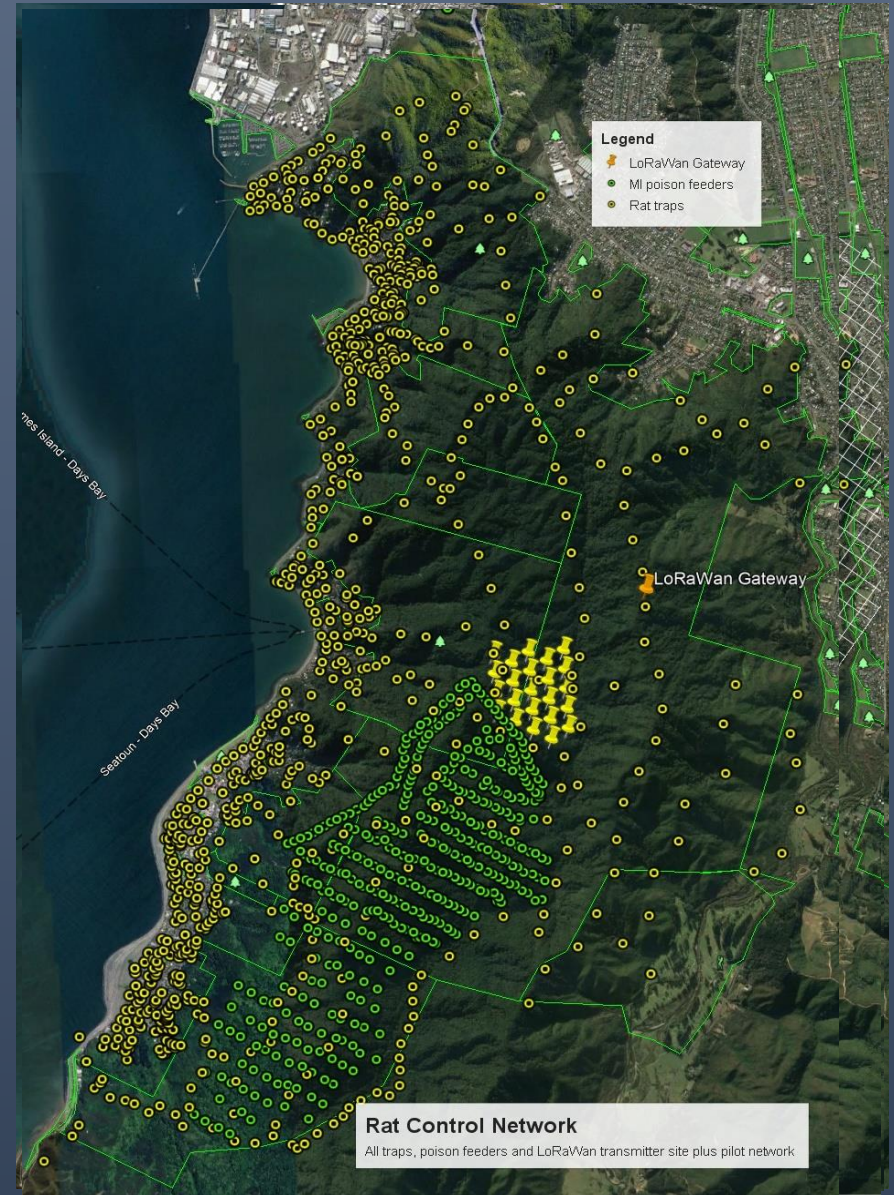 Legend
LoRaWan Gateway
MI poison feeders
Rat traps
mes Island - Days Bay
LoRaWan Gateway
Seatoun - Days Bay
Rat Control Network
All traps, poison feeders and LoRaWan transmitter site plus pilot network